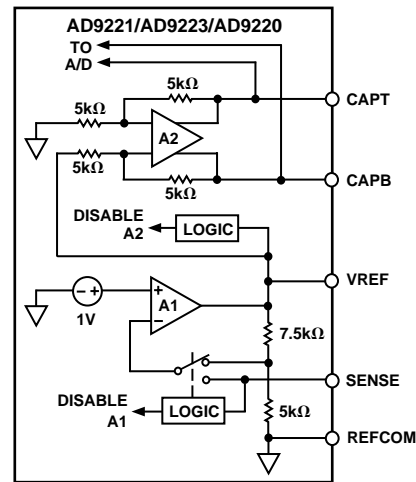 AD9221/AD9223/AD9220
TO
A/D
5kΩ
5kΩ
CAPT
A2
5kΩ
5kΩ
CAPB
DISABLE
A2
LOGIC
VREF
– +
1V
+
A1
–
7.5kΩ
SENSE
DISABLE
A1
LOGIC
5kΩ
REFCOM